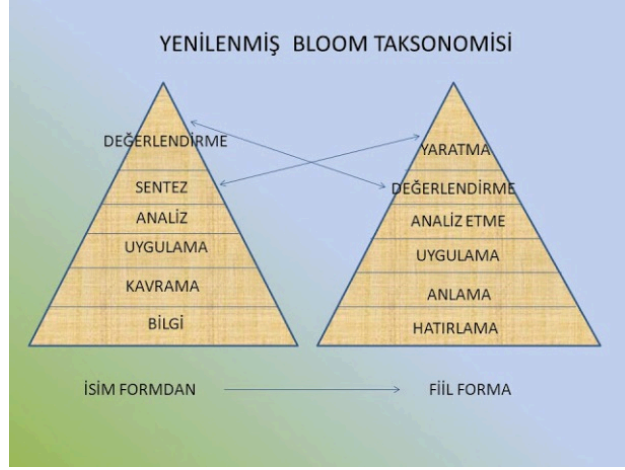 YENİLENMİŞ BLOOM TAKSONOMİSİ
DEĞERLENDİRME
SENTEZ
ANALİZ
UYGULAMA
KAVRAMA
BİLGİ
YARATMA
DEĞERLENDİRME
ANALİZ ETME
UYGULAMA
ANLAMA
HATIRLAMA
İSİM FORMDAN
FİİL FORMA